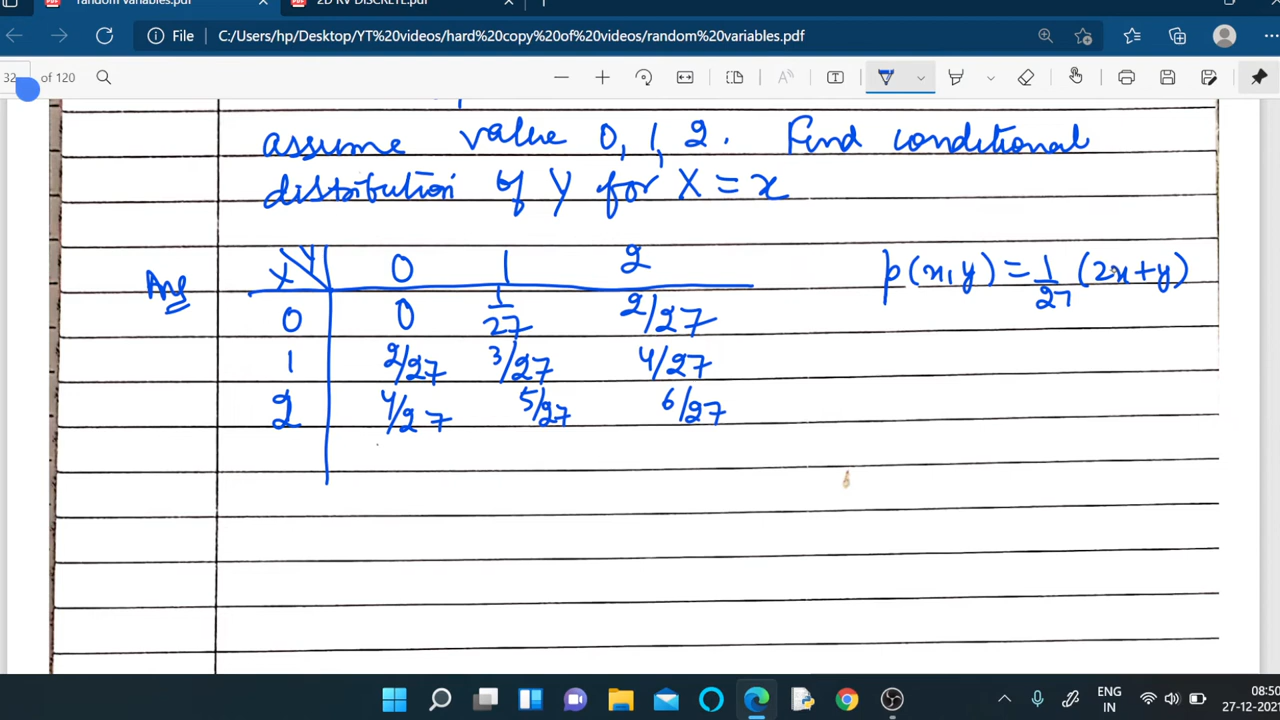 random variables.pdf
2D RV DISCRETE.pdf
File C:/Users/hp/Desktop/YT%20videos/hard%20copy%20of%20videos/random%20variables.pdf
32 of 120
assume value 0, 1, 2. Find conditional
distribution of Y for X = x
Ans
X Y 0 1 2
p(x,y) = 1/27 (2x+y)
0 0 1/27 2/27
1 2/27 3/27 4/27
2 4/27 5/27 6/27
ENG
IN
08:50
27-12-2021